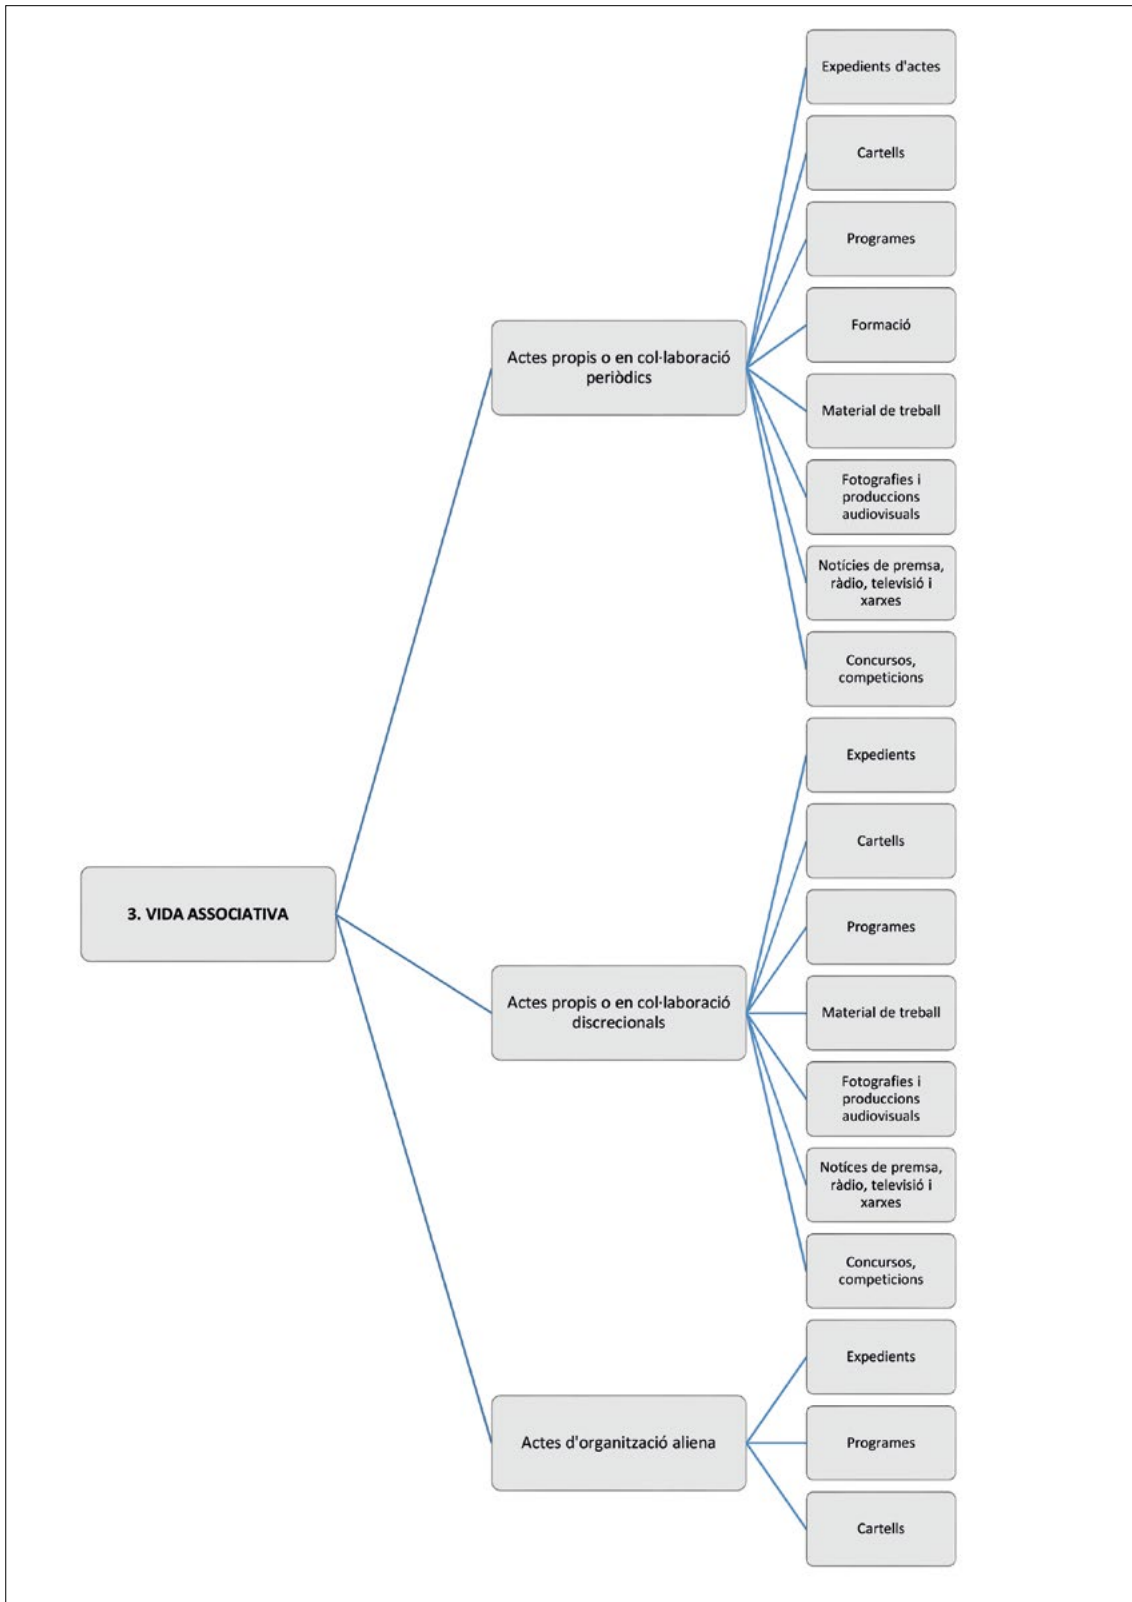 Expedients d'actes
Cartells
Programes
Formació
Actes propis o en col·laboració
periòdics
Material de treball
Fotografies i
produccions
audiovisuals
Notícies de premsa,
ràdio, televisió i
xarxes
Concursos,
competicions
Expedients
Cartells
3. VIDA ASSOCIATIVA
Programes
Actes propis o en col·laboració
discrecionals
Material de treball
Fotografies i
produccions
audiovisuals
Notíces de premsa,
ràdio, televisió i
xarxes
Concursos,
competicions
Expedients
Actes d'organització aliena
Programes
Cartells